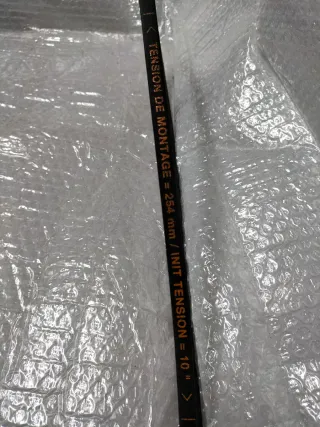 | < TENSION DE MONTAGE = 254 mm / INIT TENSION = 10 " > |